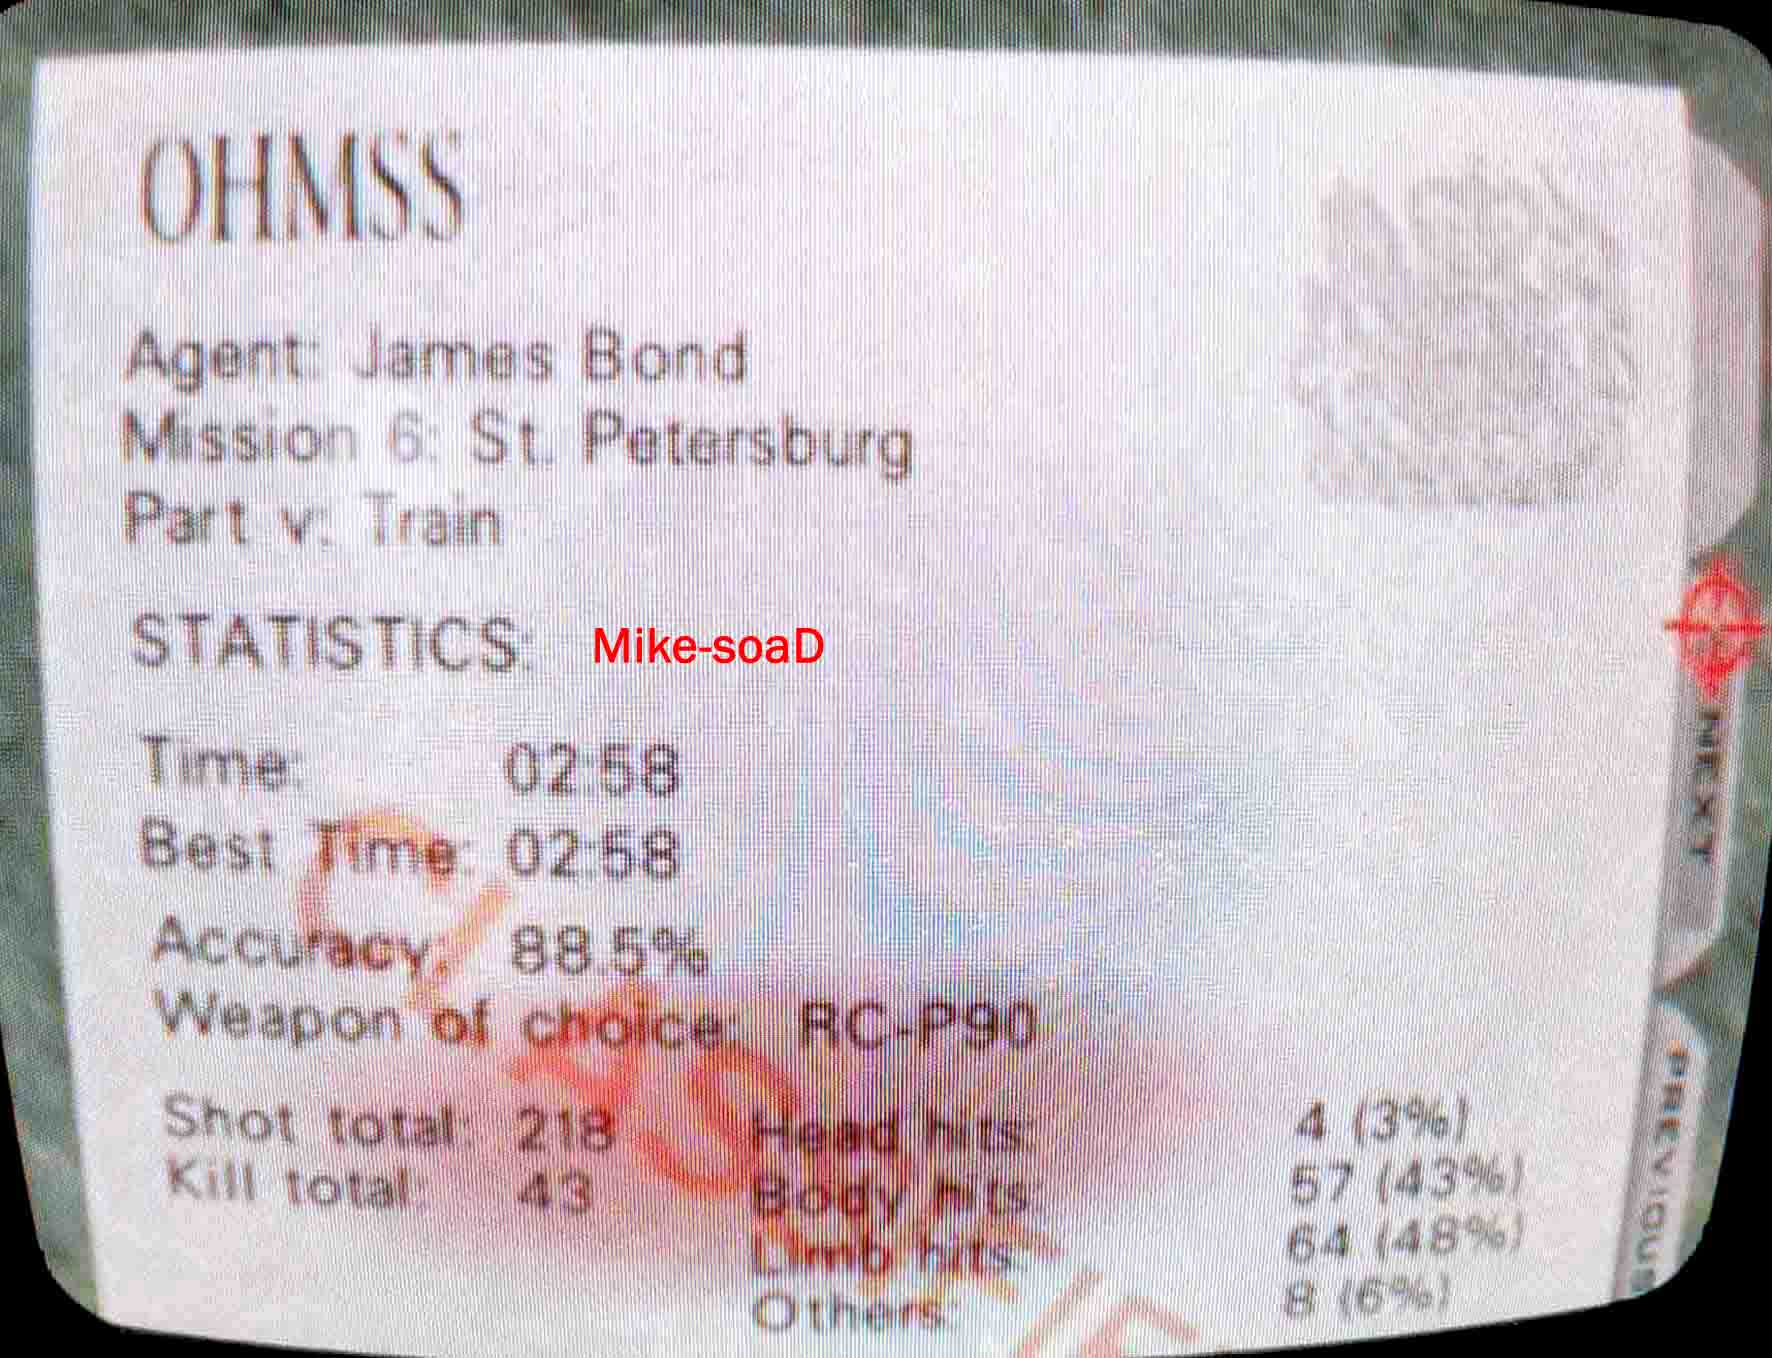 OHMSS
Agent: James Bond
Mission 6: St. Petersburg
Part v: Train
STATISTICS:
Mike-soaD
Time: 02:58
Best Time: 02:58
Accuracy: 88.5%
Weapon of choice: RC-P90
Shot total: 218
Kill total: 43
Head hits: 4 (3%)
Body hits: 57 (43%)
Limb hits: 64 (48%)
Others: 8 (6%)
NEXT
PREVIOUS